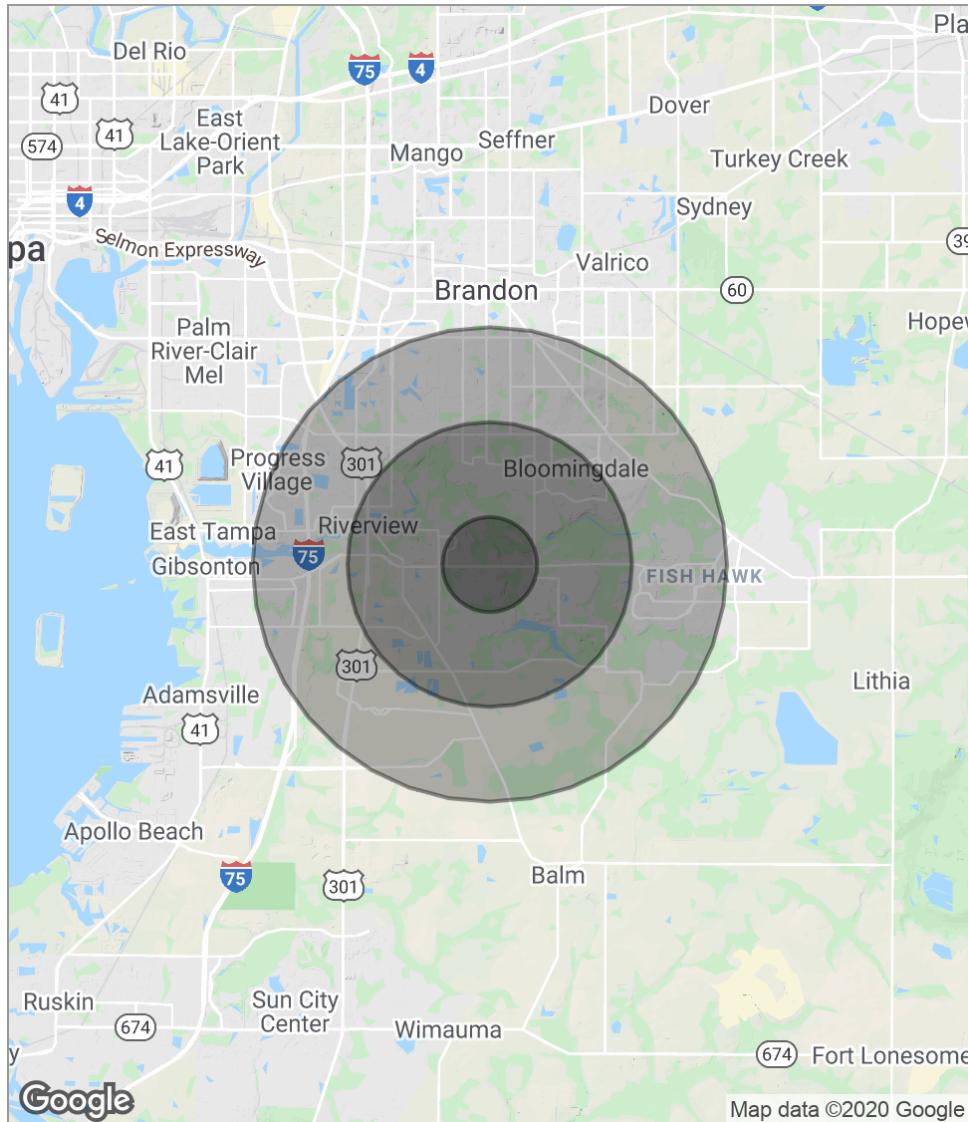 Pla
Del Rio
75
4
41
Dover
East
Lake-Orient
Park
574
41
Seffner
Mango
Turkey Creek
4
Sydney
Selmon Expressway
39
pa
Valrico
Brandon
60
Palm
River-Clair
Mel
Hopew
Progress
Village
41
301
Bloomingdale
East Tampa
Riverview
75
Gibsonton
FISH HAWK
301
Adamsville
Lithia
41
Apollo Beach
75
301
Balm
Ruskin
Sun City
Center
674
Wimauma
y
674
Fort Lonesome
Google
Map data ©2020 Google